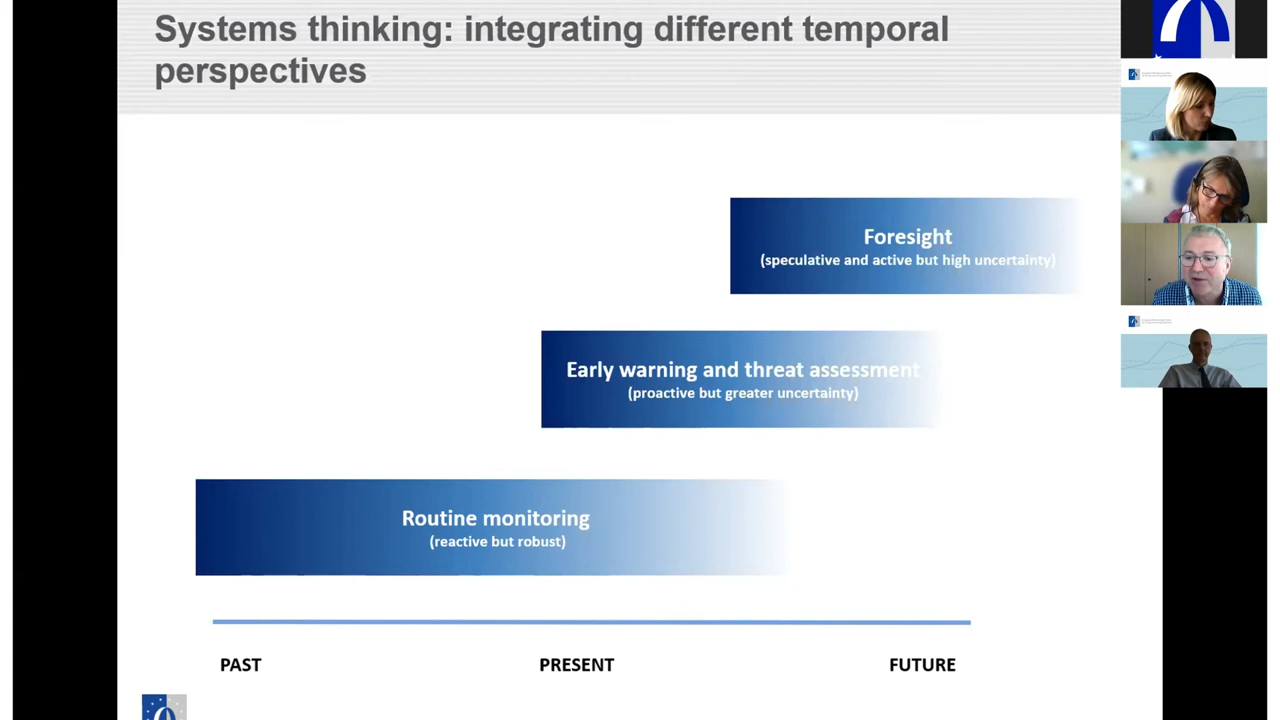 Systems thinking: integrating different temporal
perspectives
Foresight
(speculative and active but high uncertainty)
Early warning and threat assessment
(proactive but greater uncertainty)
Routine monitoring
(reactive but robust)
PAST
PRESENT
FUTURE